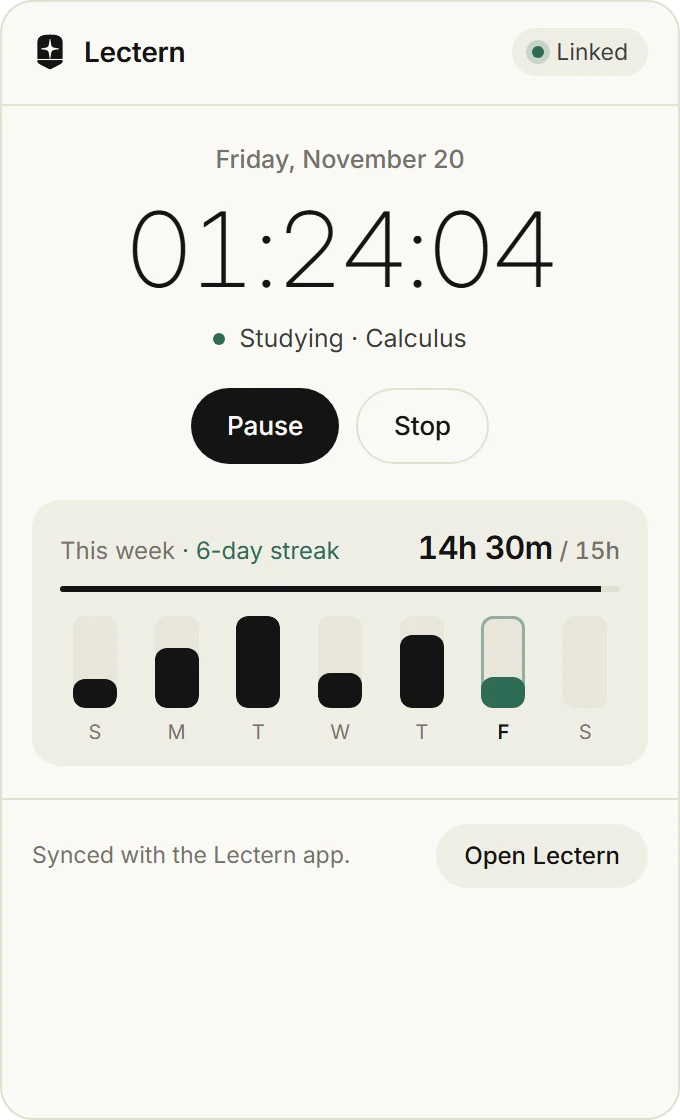 Lectern
Linked
Friday, November 20
01:24:04
Studying · Calculus
Pause
Stop
This week · 6-day streak
14h 30m / 15h
S M T W T F S
Synced with the Lectern app.
Open Lectern